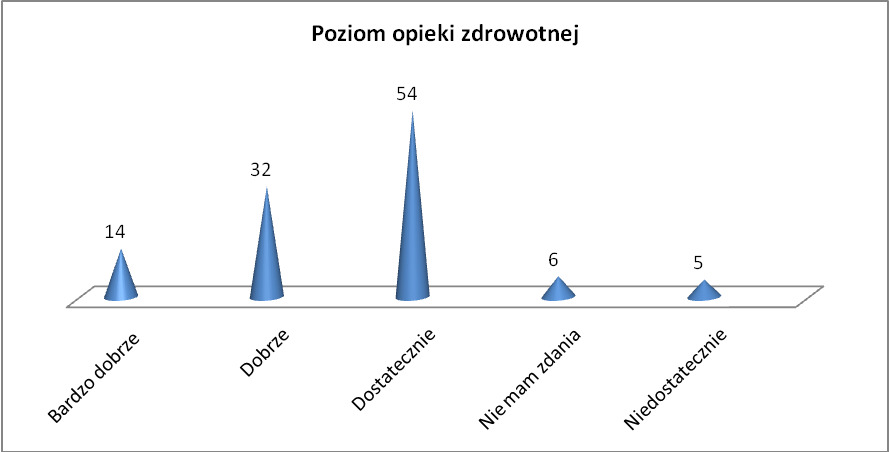 Poziom opieki zdrowotnej
14
32
54
6
5
Bardzo dobrze
Dobrze
Dostatecznie
Nie mam zdania
Niedostatecznie